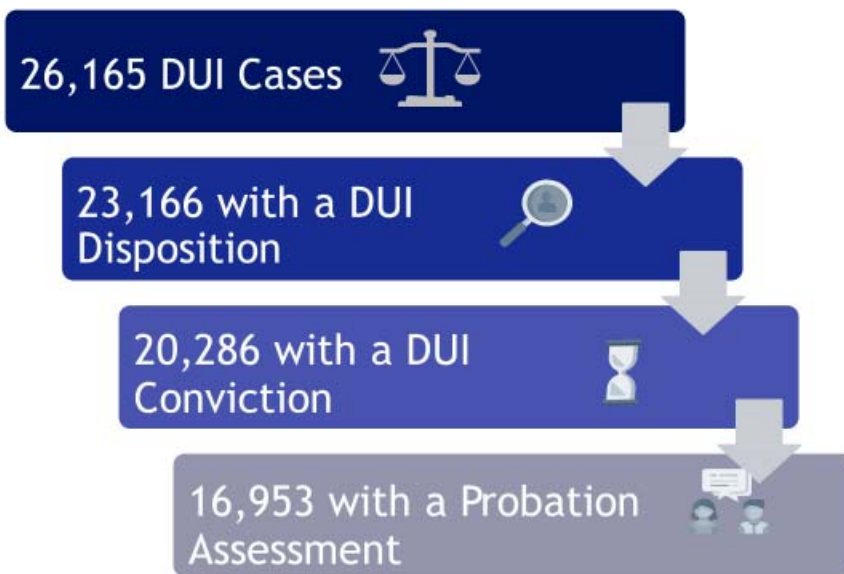 26,165 DUI Cases
23,166 with a DUI
Disposition
20,286 with a DUI
Conviction
16,953 with a Probation
Assessment